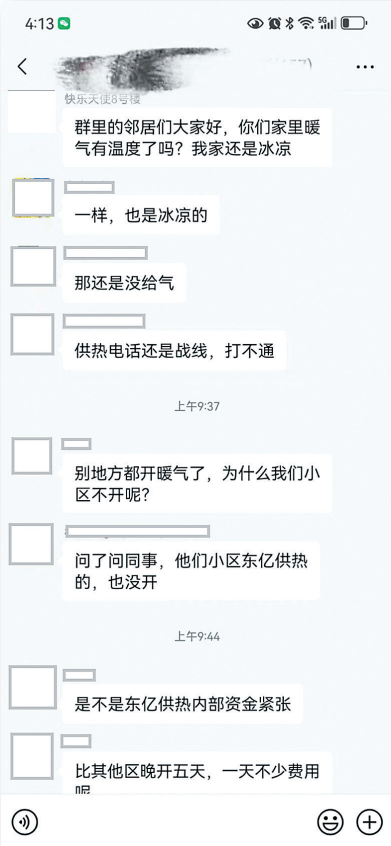 4:13
5G
快乐天使8号楼
群里的邻居们大家好，你们家里暖
气有温度了吗？我家还是冰凉
一样，也是冰凉的
那还是没给气
供热电话还是战线，打不通
上午9:37
别地方都开暖气了，为什么我们小
区不开呢？
问了问同事，他们小区东亿供热
的，也没开
上午9:44
是不是东亿供热内部资金紧张
比其他区晚开五天，一天不少费用
呢